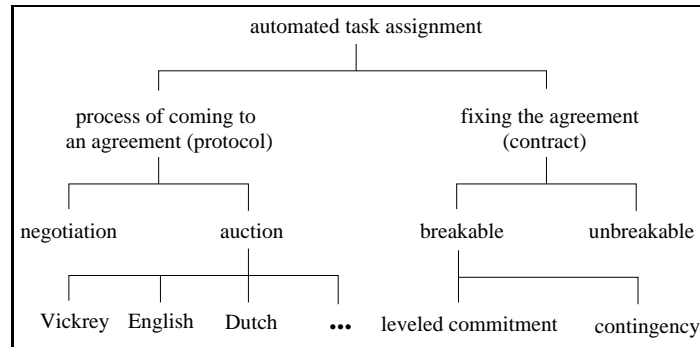 automated task assignment
process of coming to
an agreement (protocol)
fixing the agreement
(contract)
negotiation
auction
breakable
unbreakable
Vickrey
English
Dutch
...
leveled commitment
contingency